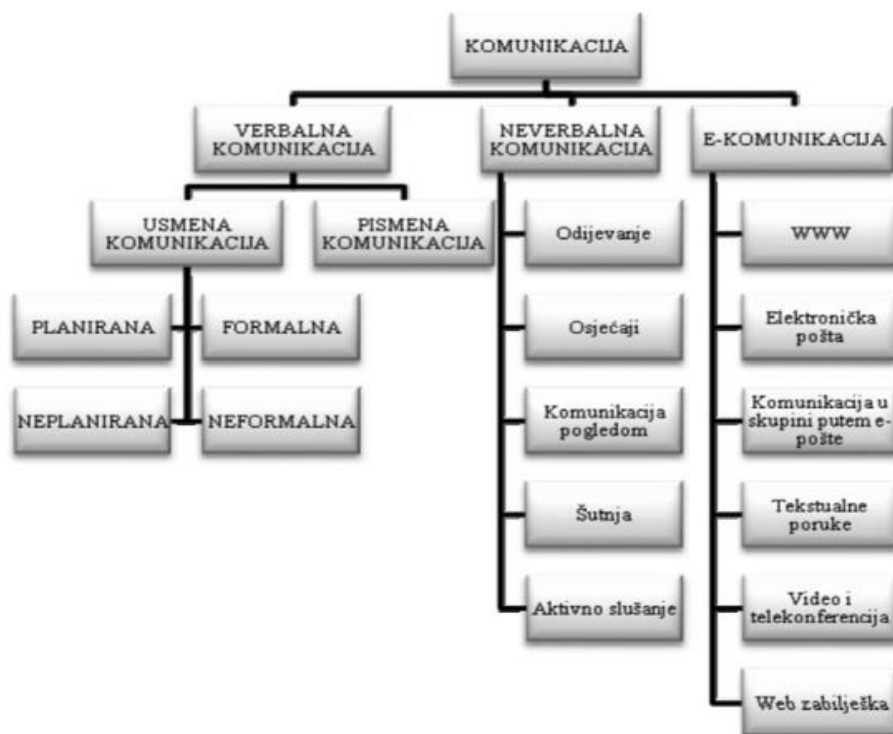 KOMUNIKACIJA
VERBALNA
KOMUNIKACIJA
NEVERBALNA
KOMUNIKACIJA
E-KOMUNIKACIJA
USMENA
KOMUNIKACIJA
PISMENA
KOMUNIKACIJA
PLANIRANA
FORMALNA
NEPLANIRANA
NEFORMALNA
Odijevanje
Osjećaji
Komunikacija
pogledom
Šutnja
Aktivno slušanje
WWW
Elektronička
pošta
Komunikacija u
skupini putem e-
pošte
Tekstualne
poruke
Video i
telekonferencija
Web zabilješka